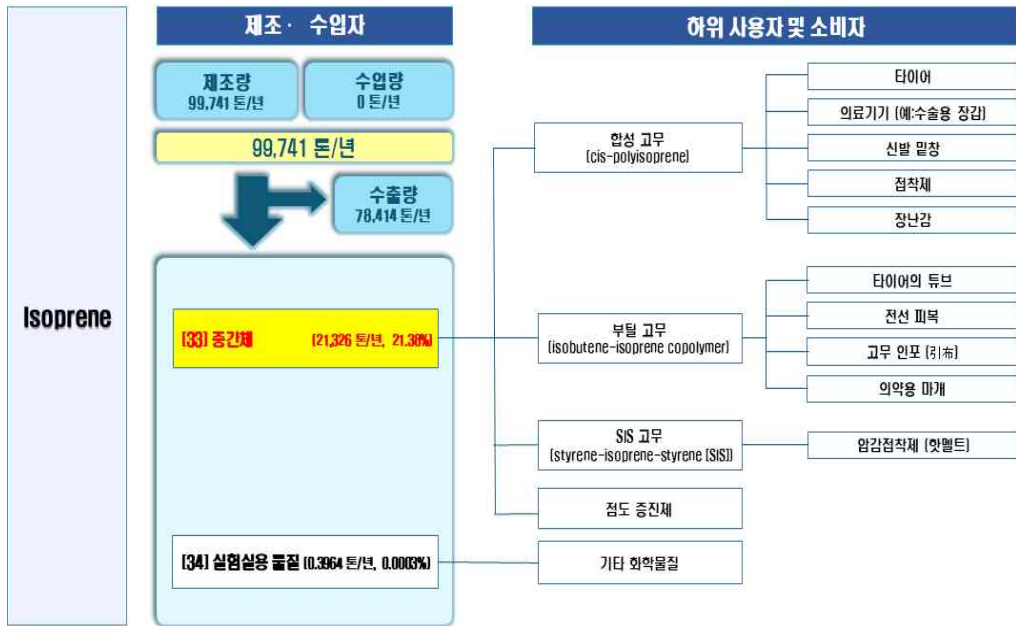 Isoprene
제조· 수입자
제조량
99,741 톤/년
수입량
0 톤/년
99,741 톤/년
수출량
78,414 톤/년
[33] 중간체 [21,326 톤/년, 21.38%]
[34] 실험실용 물질 [0.3964 톤/년, 0.0003%]
하위 사용자 및 소비자
합성 고무
[cis-polyisoprene]
타이어
의료기기 [예:수술용 장갑]
신발 밑창
접착제
장난감
부틸 고무
[isobutene-isoprene copolymer]
타이어의 튜브
전선 피복
고무 인포 [引布]
의약용 마개
SIS 고무
[styrene-isoprene-styrene [SIS]]
압감접착제 [핫멜트]
점도 증진제
기타 화학물질